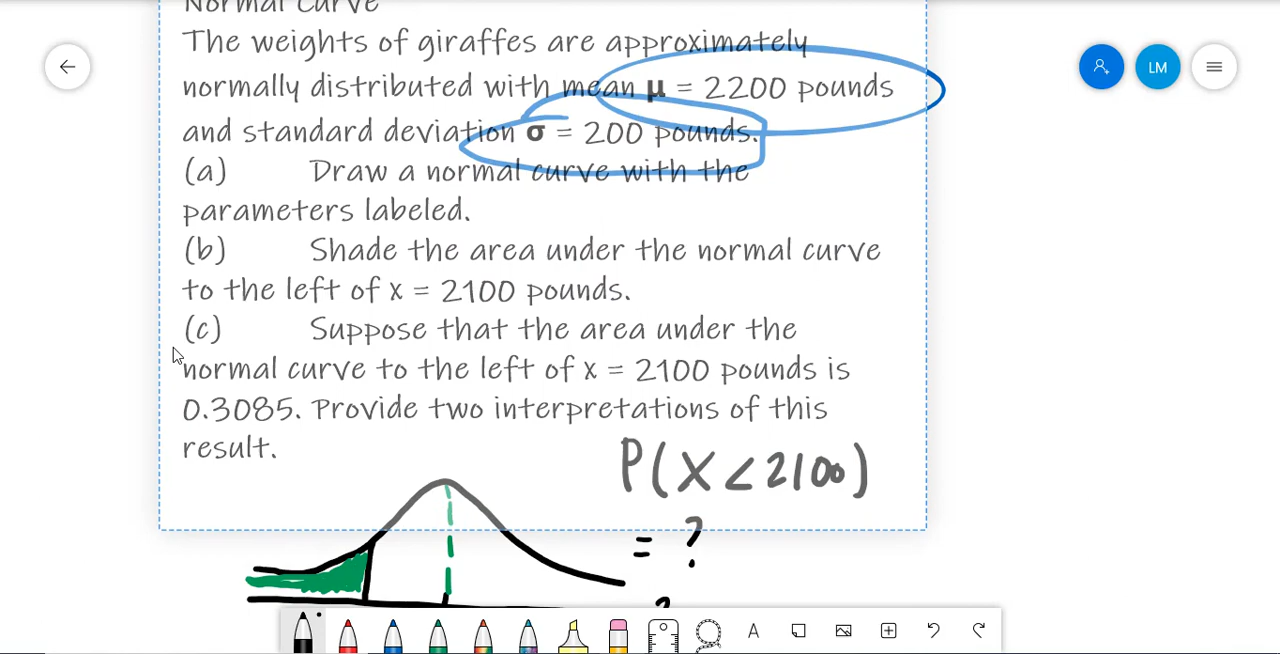 Normal Curve
The weights of giraffes are approximately
normally distributed with mean μ = 2200 pounds
and standard deviation σ = 200 pounds.
(a) Draw a normal curve with the
parameters labeled.
(b) Shade the area under the normal curve
to the left of x = 2100 pounds.
(c) Suppose that the area under the
normal curve to the left of x = 2100 pounds is
0.3085. Provide two interpretations of this
result.
P(X<2100)
= ?
LM
A